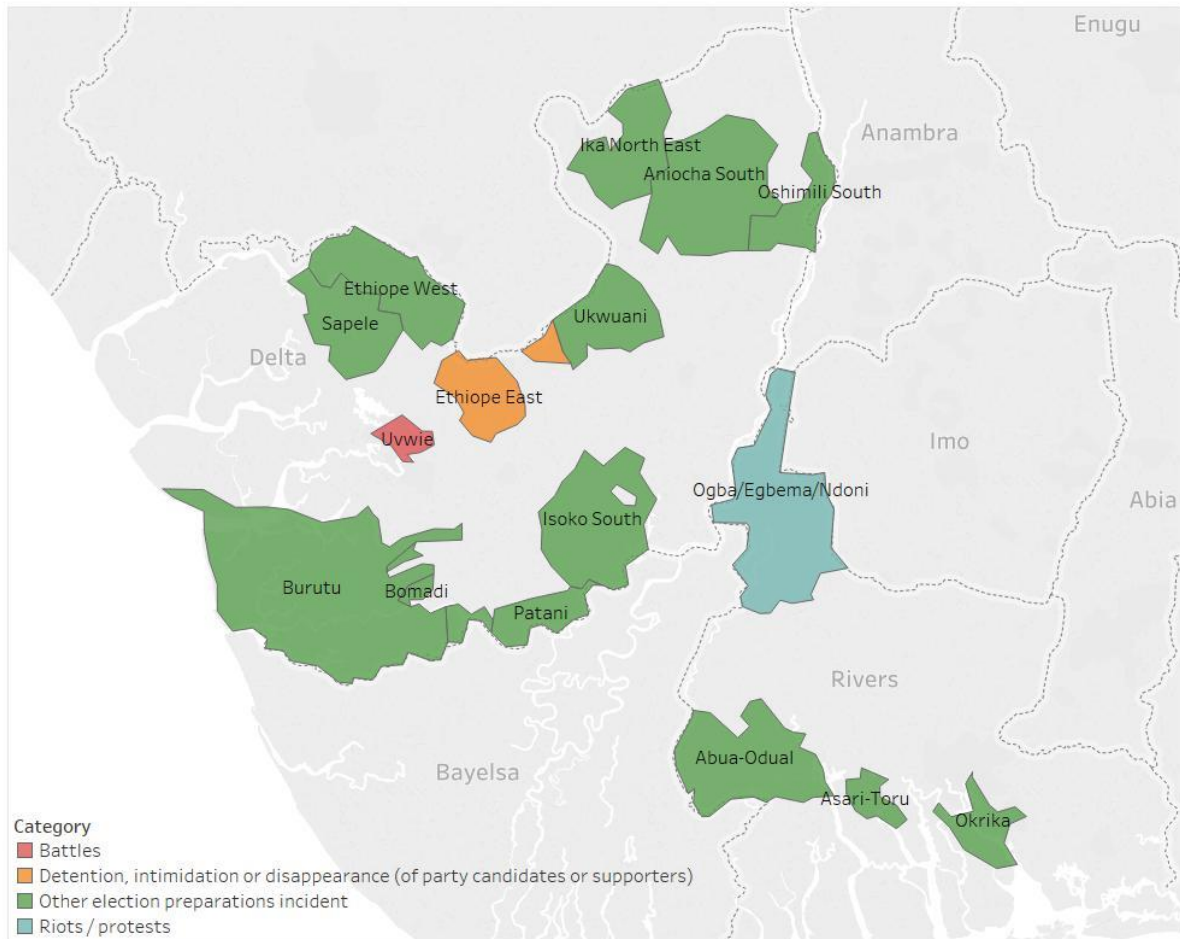 Enugu
Anambra
Ika North East
Aniocha South
Oshimili South
Ethiope West
Ukwuani
Sapele
Delta
Ethiope East
Uvwie
Imo
Ogba/Egbema/Ndoni
Abia
Isoko South
Burutu
Bomadi
Patani
Rivers
Abua-Odual
Bayelsa
Asari-Toru
Okrika
Category
Battles
Detention, intimidation or disappearance (of party candidates or supporters)
Other election preparations incident
Riots / protests